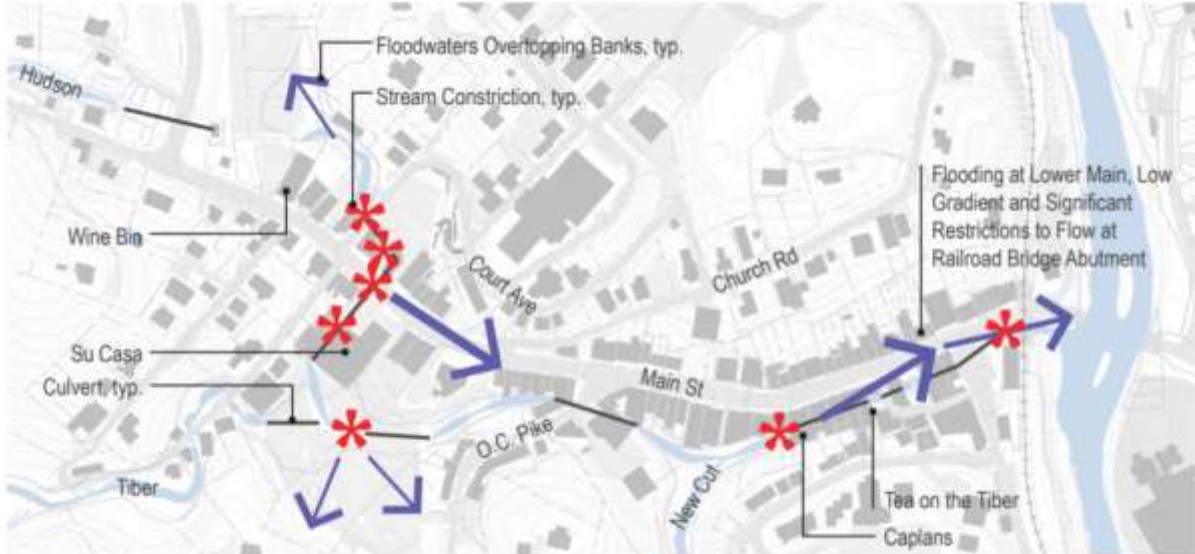 Floodwaters Overtopping Banks, typ.
Hudson
Stream Constriction, typ.
Flooding at Lower Main, Low
Gradient and Significant
Restrictions to Flow at
Railroad Bridge Abutment
Wine Bin
Court Ave
Church Rd
Su Casa
Culvert, typ.
Main St
O.C. Pike
Tiber
New Cut
Tea on the Tiber
Caplans